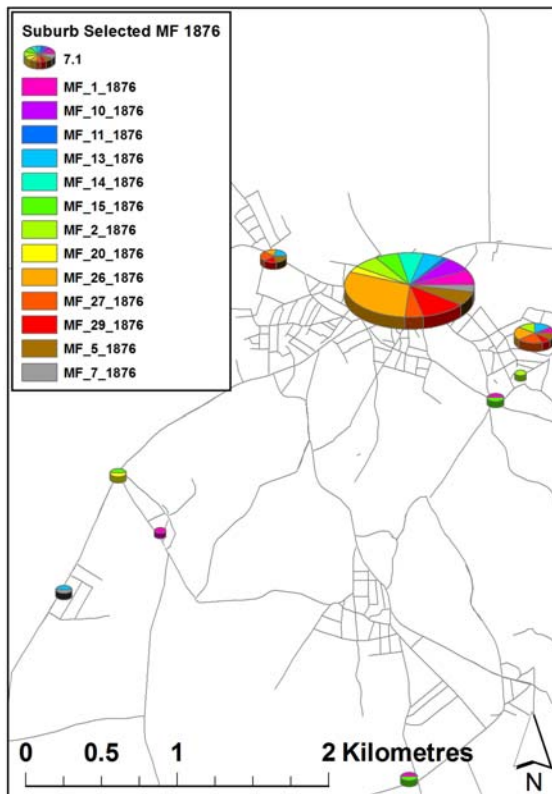 Suburb Selected MF 1876
7.1
MF_1_1876
MF_10_1876
MF_11_1876
MF_13_1876
MF_14_1876
MF_15_1876
MF_2_1876
MF_20_1876
MF_26_1876
MF_27_1876
MF_29_1876
MF_5_1876
MF_7_1876
0 0.5 1 2 Kilometres
N